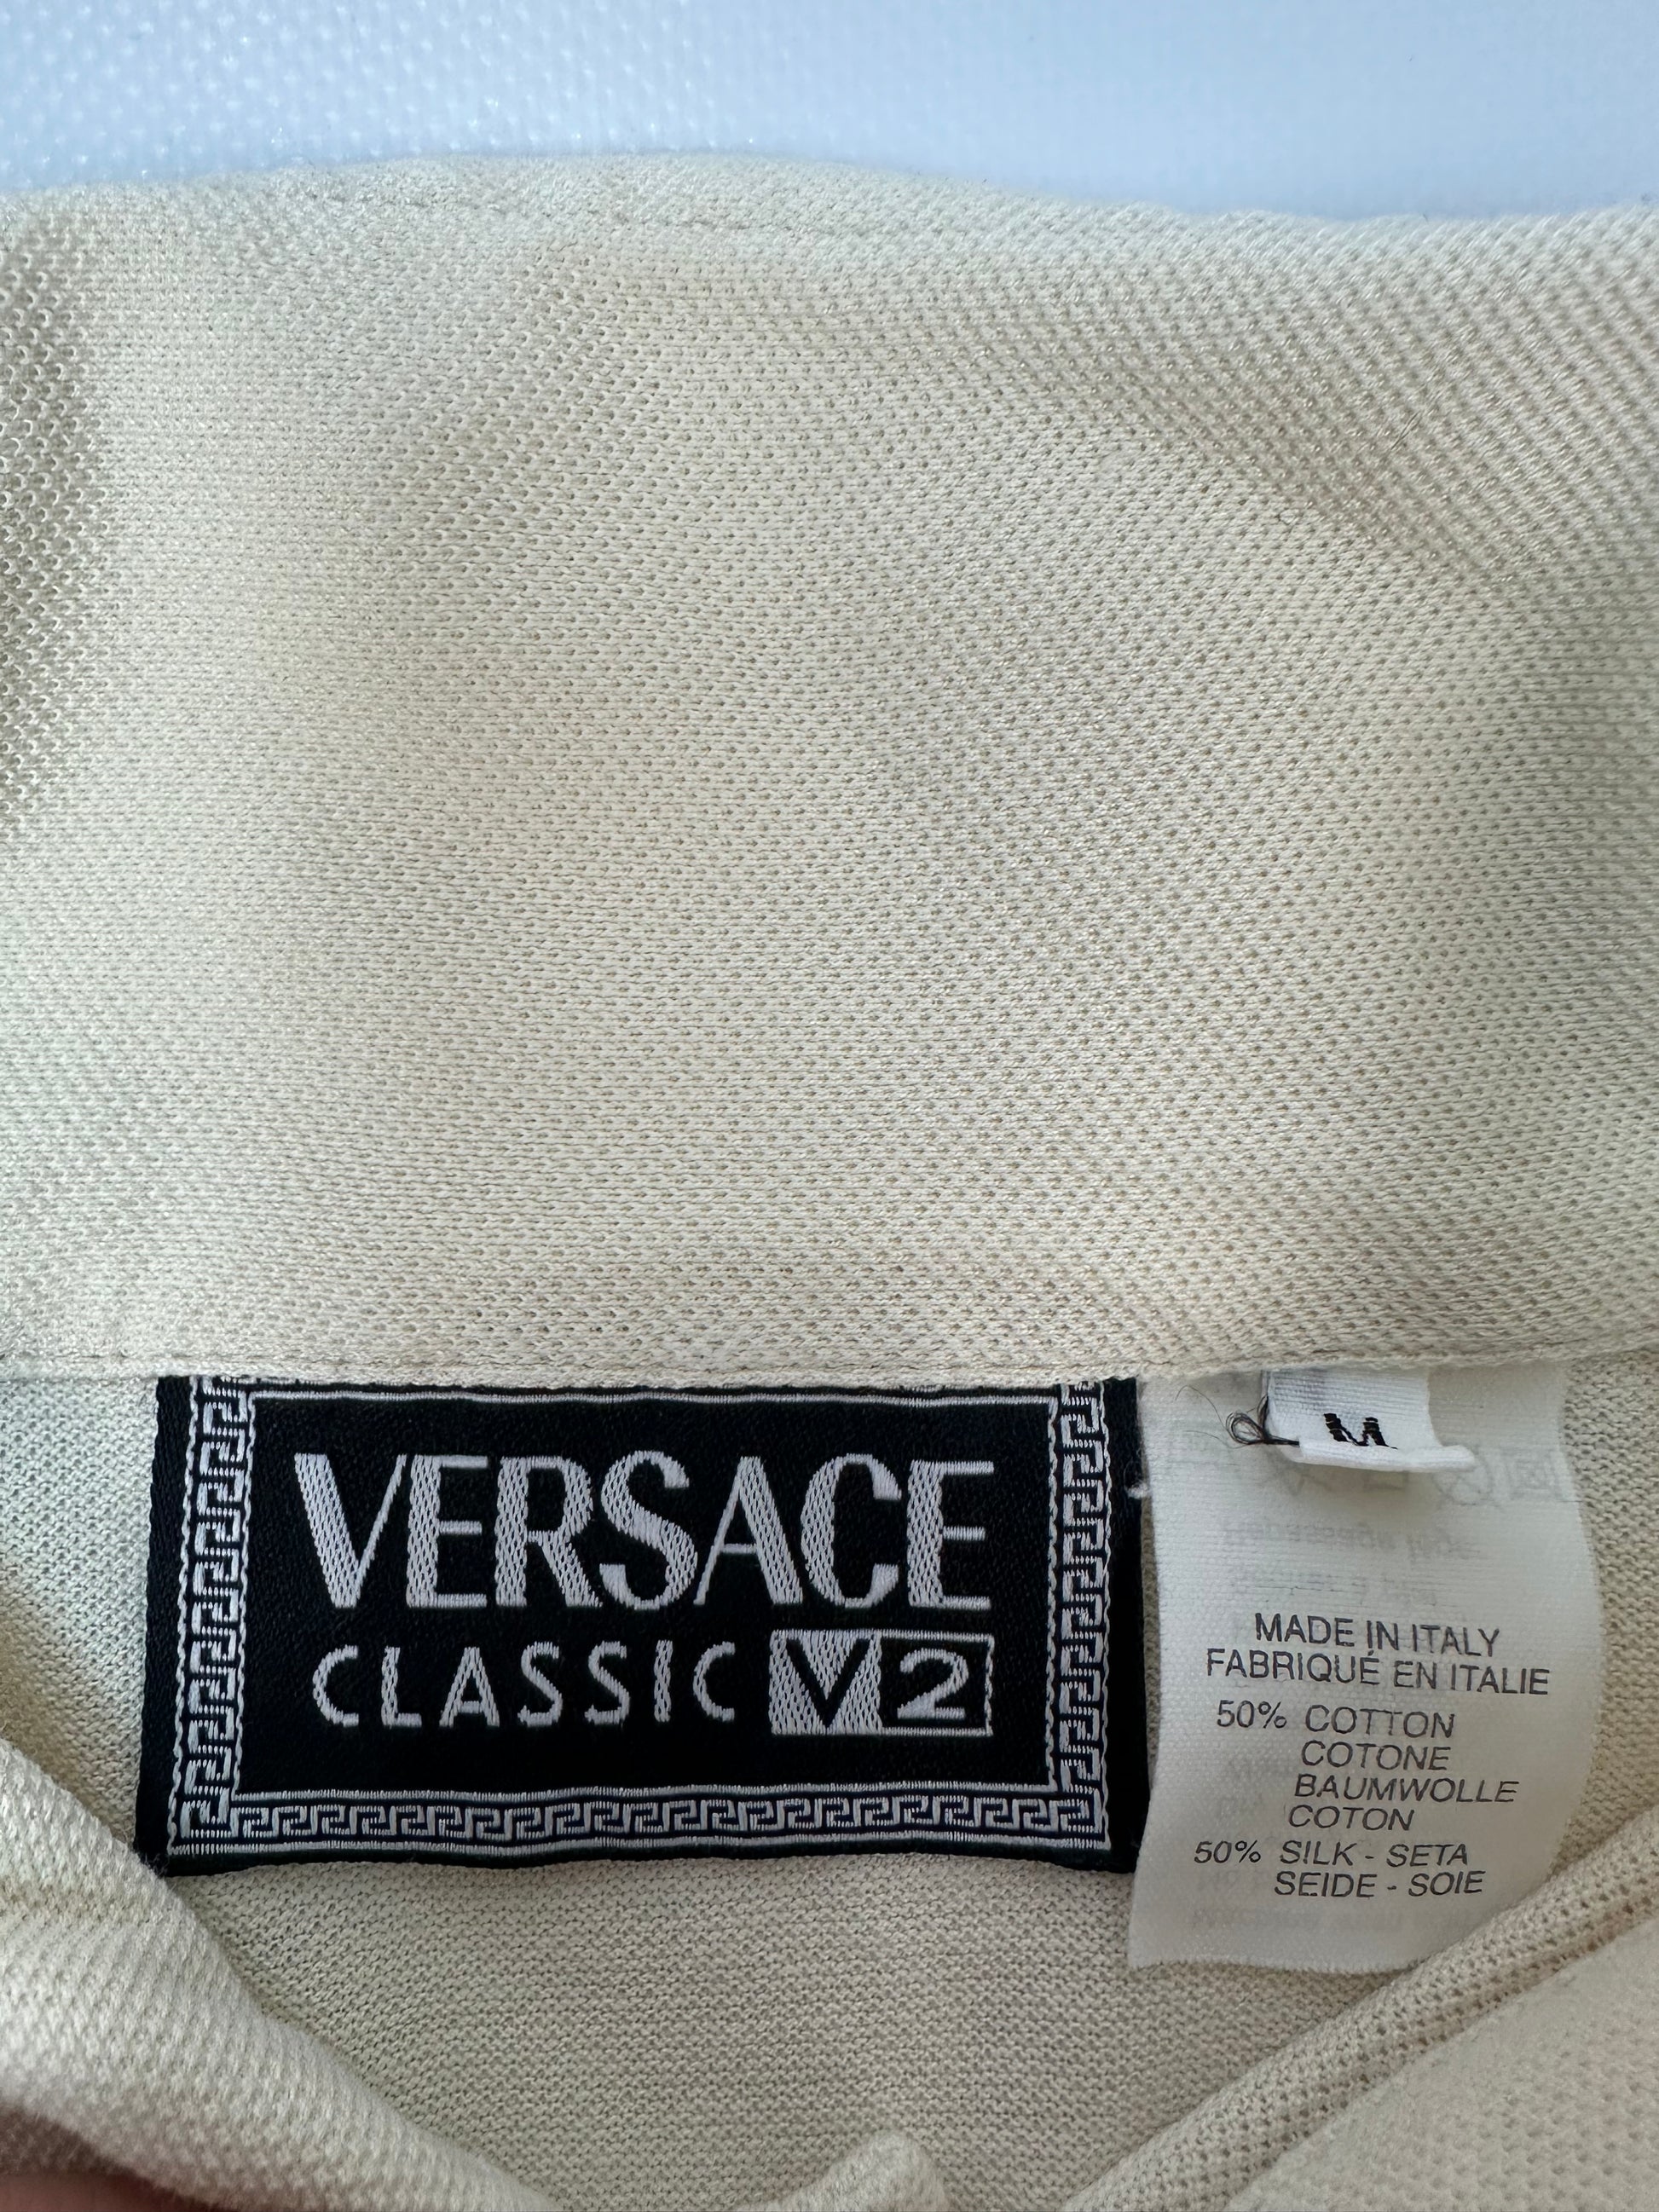 VERSACE
CLASSIC V2
M
MADE IN ITALY
FABRIQUÉ EN ITALIE
50% COTTON
COTONE
BAUMWOLLE
COTON
50% SILK - SETA
SEIDE - SOIE